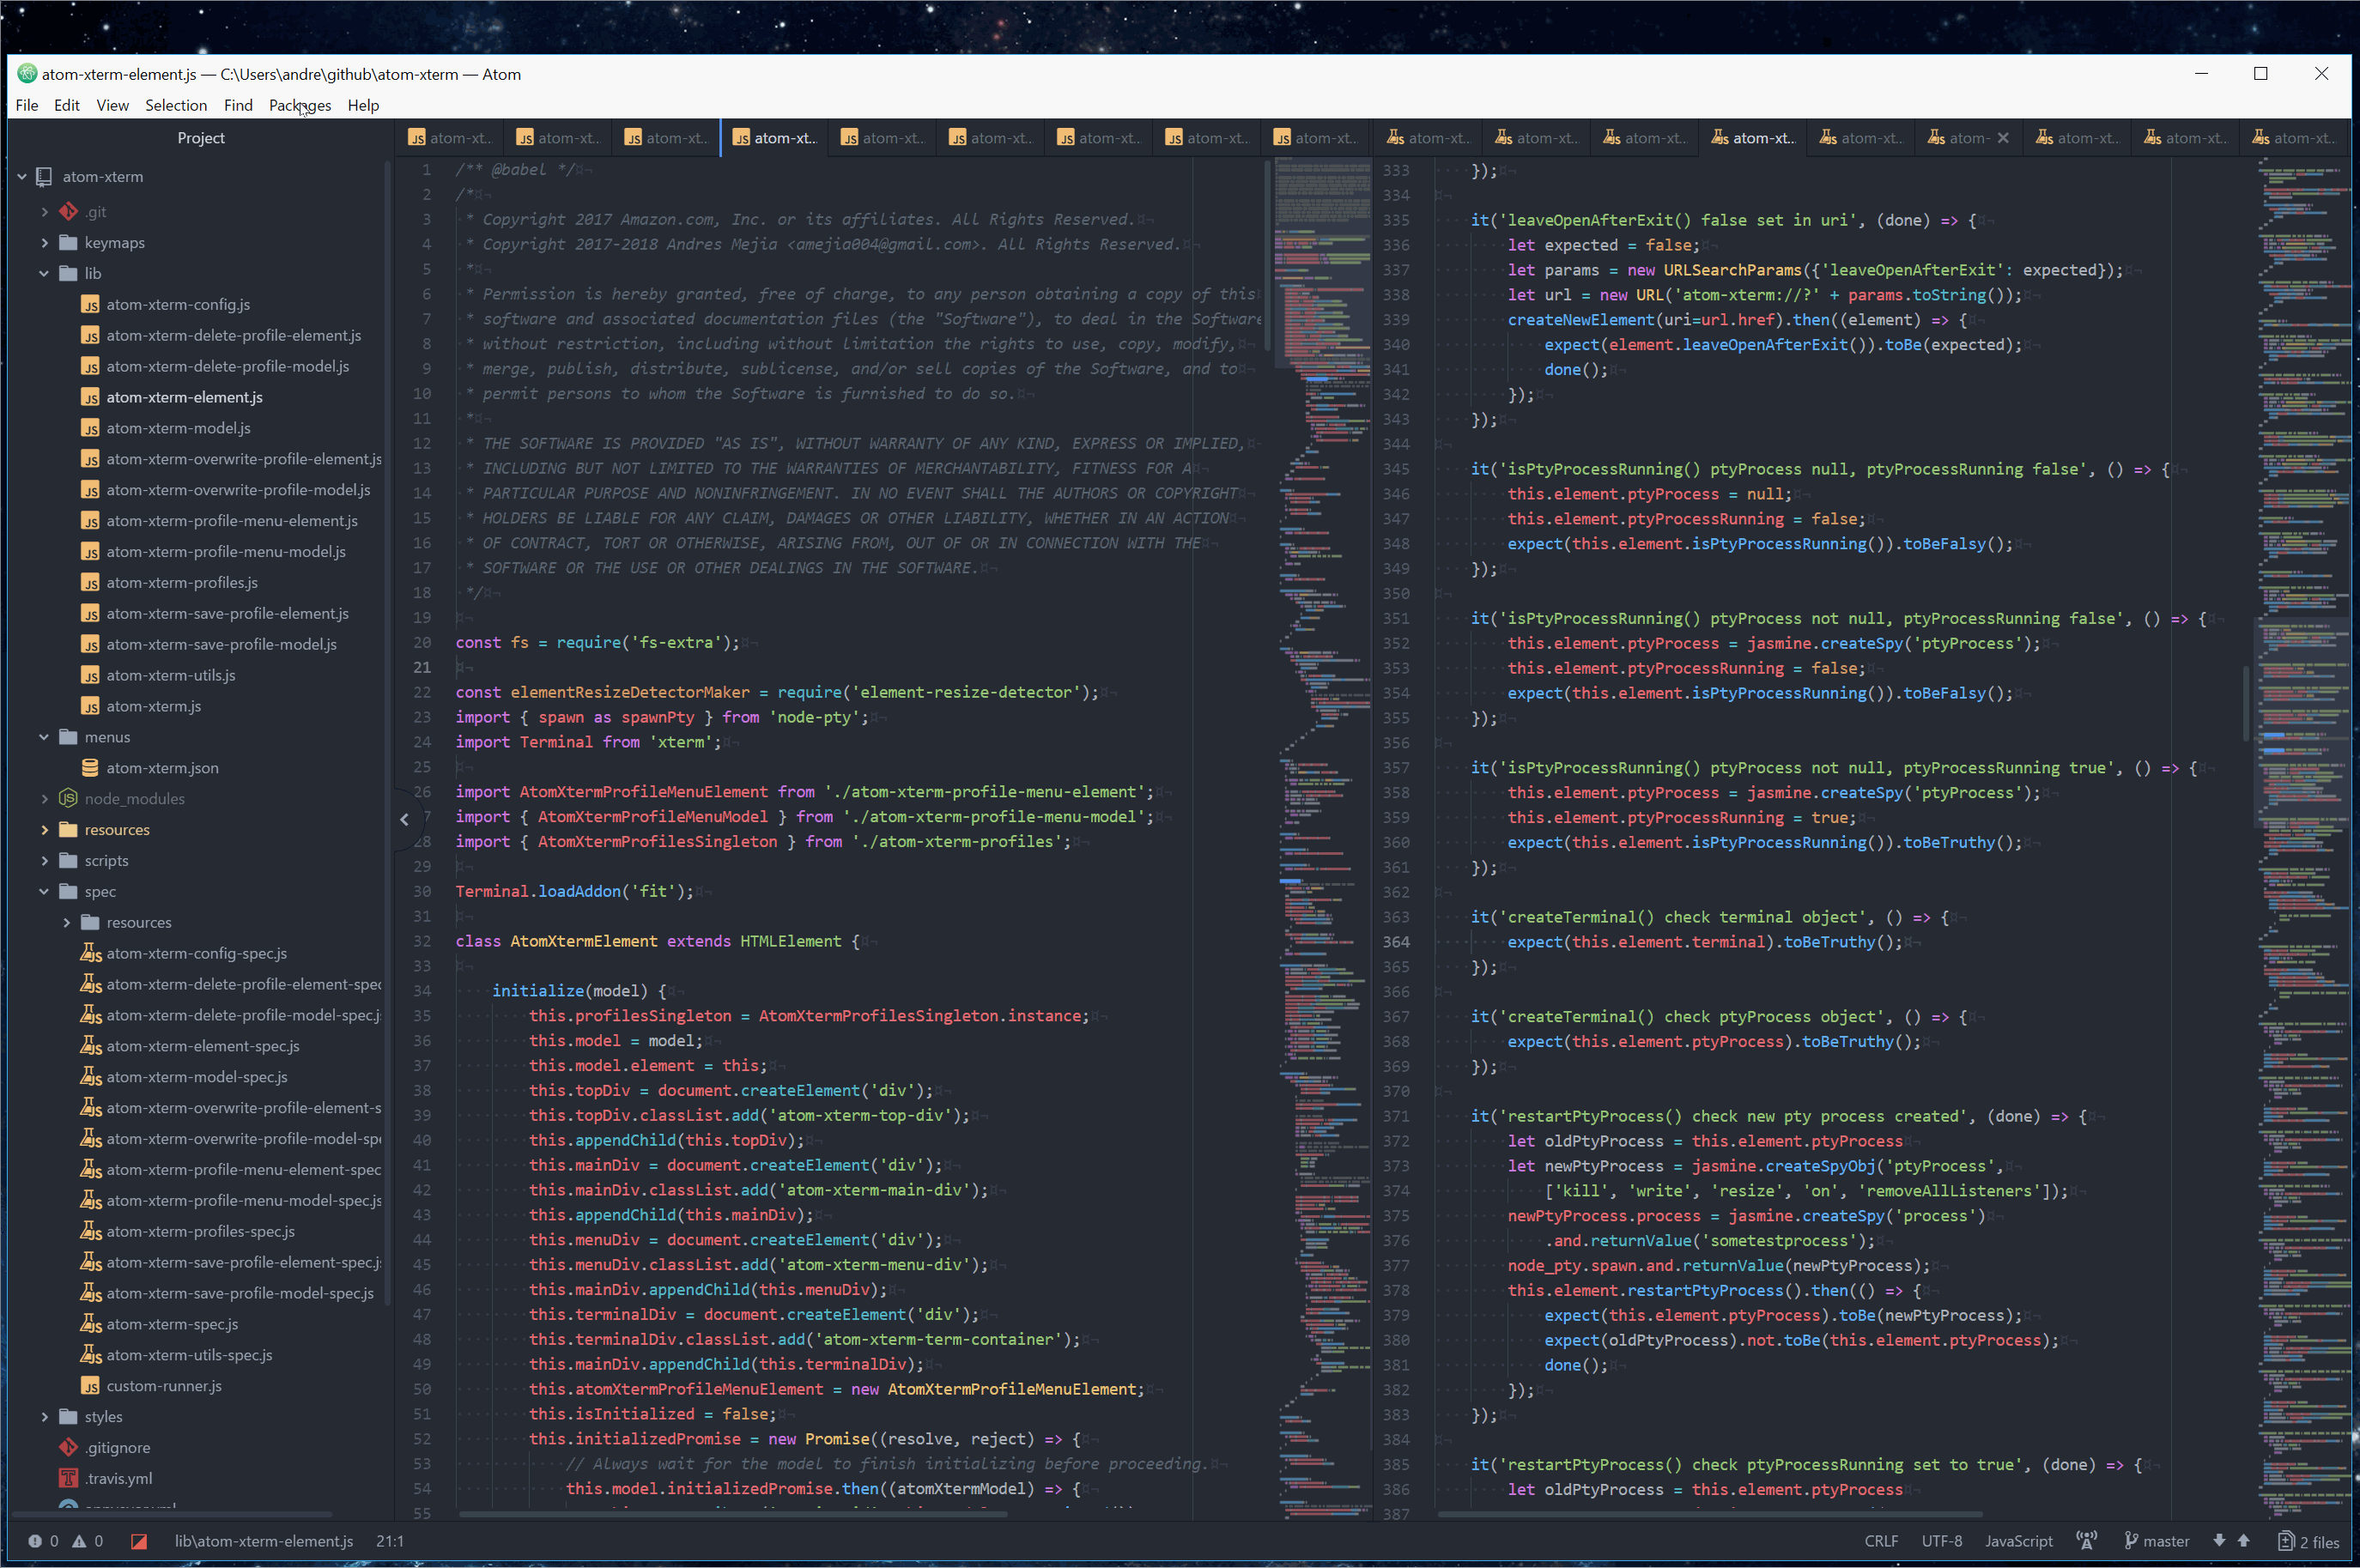 atom-xterm-element.js — C:\Users\andre\github\atom-xterm — Atom
File Edit View Selection Find Packages Help
Project
atom-xterm
.git
keymaps
lib
atom-xterm-config.js
atom-xterm-delete-profile-element.js
atom-xterm-delete-profile-model.js
atom-xterm-element.js
atom-xterm-model.js
atom-xterm-overwrite-profile-element.js
atom-xterm-overwrite-profile-model.js
atom-xterm-profile-menu-element.js
atom-xterm-profile-menu-model.js
atom-xterm-profiles.js
atom-xterm-save-profile-element.js
atom-xterm-save-profile-model.js
atom-xterm-utils.js
atom-xterm.js
menus
atom-xterm.json
node_modules
resources
scripts
spec
resources
atom-xterm-config-spec.js
atom-xterm-delete-profile-element-spec
atom-xterm-delete-profile-model-spec.j
atom-xterm-element-spec.js
atom-xterm-model-spec.js
atom-xterm-overwrite-profile-element-s
atom-xterm-overwrite-profile-model-spe
atom-xterm-profile-menu-element-spec
atom-xterm-profile-menu-model-spec.js
atom-xterm-profiles-spec.js
atom-xterm-save-profile-element-spec.j
atom-xterm-save-profile-model-spec.js
atom-xterm-spec.js
atom-xterm-utils-spec.js
custom-runner.js
styles
.gitignore
.travis.yml
atom-xt... atom-xt... atom-xt... atom-xt... atom-xt... atom-xt... atom-xt... atom-xt... atom-xt...
1 /** @babel */
2 /*
3 * Copyright 2017 Amazon.com, Inc. or its affiliates. All Rights Reserved.
4 * Copyright 2017-2018 Andres Mejia <amejia004@gmail.com>. All Rights Reserved.
5 *
6 * Permission is hereby granted, free of charge, to any person obtaining a copy of this
7 * software and associated documentation files (the "Software"), to deal in the Software
8 * without restriction, including without limitation the rights to use, copy, modify,
9 * merge, publish, distribute, sublicense, and/or sell copies of the Software, and to
10 * permit persons to whom the Software is furnished to do so.
11 *
12 * THE SOFTWARE IS PROVIDED "AS IS", WITHOUT WARRANTY OF ANY KIND, EXPRESS OR IMPLIED,
13 * INCLUDING BUT NOT LIMITED TO THE WARRANTIES OF MERCHANTABILITY, FITNESS FOR A
14 * PARTICULAR PURPOSE AND NONINFRINGEMENT. IN NO EVENT SHALL THE AUTHORS OR COPYRIGHT
15 * HOLDERS BE LIABLE FOR ANY CLAIM, DAMAGES OR OTHER LIABILITY, WHETHER IN AN ACTION
16 * OF CONTRACT, TORT OR OTHERWISE, ARISING FROM, OUT OF OR IN CONNECTION WITH THE
17 * SOFTWARE OR THE USE OR OTHER DEALINGS IN THE SOFTWARE.
18 */
19
20 const fs = require('fs-extra');
21
22 const elementResizeDetectorMaker = require('element-resize-detector');
23 import { spawn as spawnPty } from 'node-pty';
24 import Terminal from 'xterm';
25
26 import AtomXtermProfileMenuElement from './atom-xterm-profile-menu-element';
7 import { AtomXtermProfileMenuModel } from './atom-xterm-profile-menu-model';
28 import { AtomXtermProfilesSingleton } from './atom-xterm-profiles';
29
30 Terminal.loadAddon('fit');
31
32 class AtomXtermElement extends HTMLElement {
33
34 initialize(model) {
35 this.profilesSingleton = AtomXtermProfilesSingleton.instance;
36 this.model = model;
37 this.model.element = this;
38 this.topDiv = document.createElement('div');
39 this.topDiv.classList.add('atom-xterm-top-div');
40 this.appendChild(this.topDiv);
41 this.mainDiv = document.createElement('div');
42 this.mainDiv.classList.add('atom-xterm-main-div');
43 this.appendChild(this.mainDiv);
44 this.menuDiv = document.createElement('div');
45 this.menuDiv.classList.add('atom-xterm-menu-div');
46 this.mainDiv.appendChild(this.menuDiv);
47 this.terminalDiv = document.createElement('div');
48 this.terminalDiv.classList.add('atom-xterm-term-container');
49 this.mainDiv.appendChild(this.terminalDiv);
50 this.atomXtermProfileMenuElement = new AtomXtermProfileMenuElement;
51 this.isInitialized = false;
52 this.initializedPromise = new Promise((resolve, reject) => {
53 // Always wait for the model to finish initializing before proceeding.
54 this.model.initializedPromise.then((atomXtermModel) => {
55
atom-xt... atom-xt... atom-xt... atom-xt... atom-xt... atom- atom-xt... atom-xt... atom-xt...
333 });
334
335 it('leaveOpenAfterExit() false set in uri', (done) => {
336 let expected = false;
337 let params = new URLSearchParams({'leaveOpenAfterExit': expected});
338 let url = new URL('atom-xterm://?' + params.toString());
339 createNewElement(uri=url.href).then((element) => {
340 expect(element.leaveOpenAfterExit()).toBe(expected);
341 done();
342 });
343 });
344
345 it('isPtyProcessRunning() ptyProcess null, ptyProcessRunning false', () => {
346 this.element.ptyProcess = null;
347 this.element.ptyProcessRunning = false;
348 expect(this.element.isPtyProcessRunning()).toBeFalsy();
349 });
350
351 it('isPtyProcessRunning() ptyProcess not null, ptyProcessRunning false', () => {
352 this.element.ptyProcess = jasmine.createSpy('ptyProcess');
353 this.element.ptyProcessRunning = false;
354 expect(this.element.isPtyProcessRunning()).toBeFalsy();
355 });
356
357 it('isPtyProcessRunning() ptyProcess not null, ptyProcessRunning true', () => {
358 this.element.ptyProcess = jasmine.createSpy('ptyProcess');
359 this.element.ptyProcessRunning = true;
360 expect(this.element.isPtyProcessRunning()).toBeTruthy();
361 });
362
363 it('createTerminal() check terminal object', () => {
364 expect(this.element.terminal).toBeTruthy();
365 });
366
367 it('createTerminal() check ptyProcess object', () => {
368 expect(this.element.ptyProcess).toBeTruthy();
369 });
370
371 it('restartPtyProcess() check new pty process created', (done) => {
372 let oldPtyProcess = this.element.ptyProcess
373 let newPtyProcess = jasmine.createSpyObj('ptyProcess',
374 ['kill', 'write', 'resize', 'on', 'removeAllListeners']);
375 newPtyProcess.process = jasmine.createSpy('process')
376 .and.returnValue('sometestprocess');
377 node_pty.spawn.and.returnValue(newPtyProcess);
378 this.element.restartPtyProcess().then(() => {
379 expect(this.element.ptyProcess).toBe(newPtyProcess);
380 expect(oldPtyProcess).not.toBe(this.element.ptyProcess);
381 done();
382 });
383 });
384
385 it('restartPtyProcess() check ptyProcessRunning set to true', (done) => {
386 let oldPtyProcess = this.element.ptyProcess
387
0 0 lib\atom-xterm-element.js 21:1 CRLF UTF-8 JavaScript master 2 files